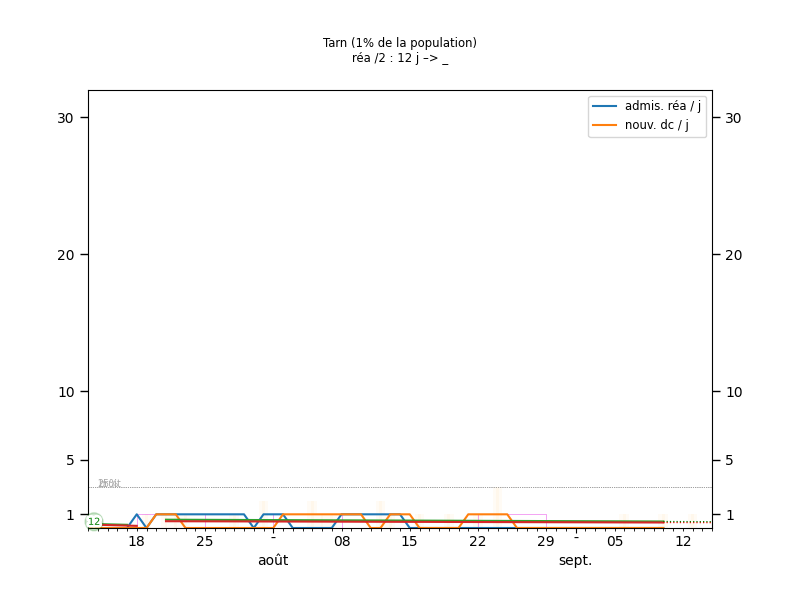 Tarn (1% de la population)
réa /2 : 12 j –> _
admis. réa / j
nouv. dc / j
30 30
20 20
10 10
5 5
1 1
12
18 25 - 08 15 22 29 - 05 12
août sept.